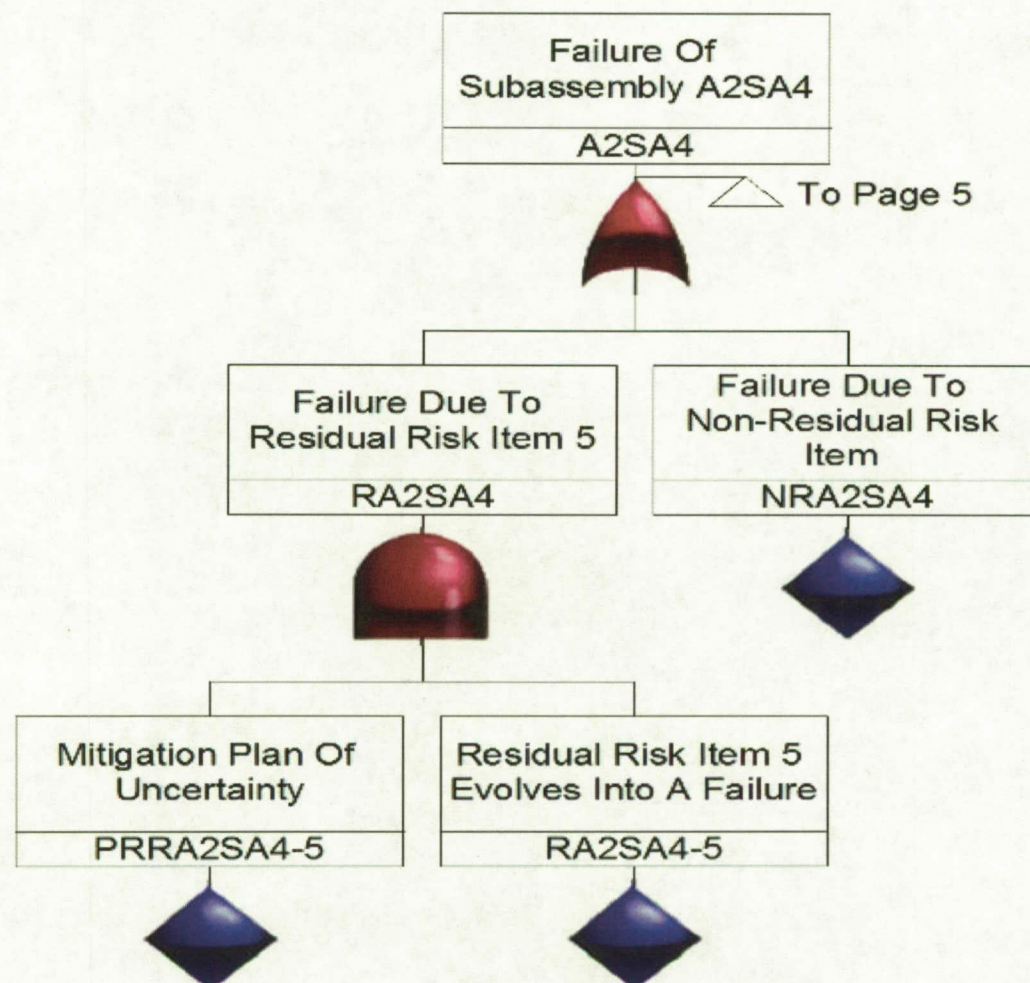 Failure Of
Subassembly A2SA4
A2SA4
To Page 5
Failure Due To
Residual Risk Item 5
RA2SA4
Failure Due To
Non-Residual Risk
Item
NRA2SA4
Mitigation Plan Of
Uncertainty
PRRA2SA4-5
Residual Risk Item 5
Evolves Into A Failure
RA2SA4-5